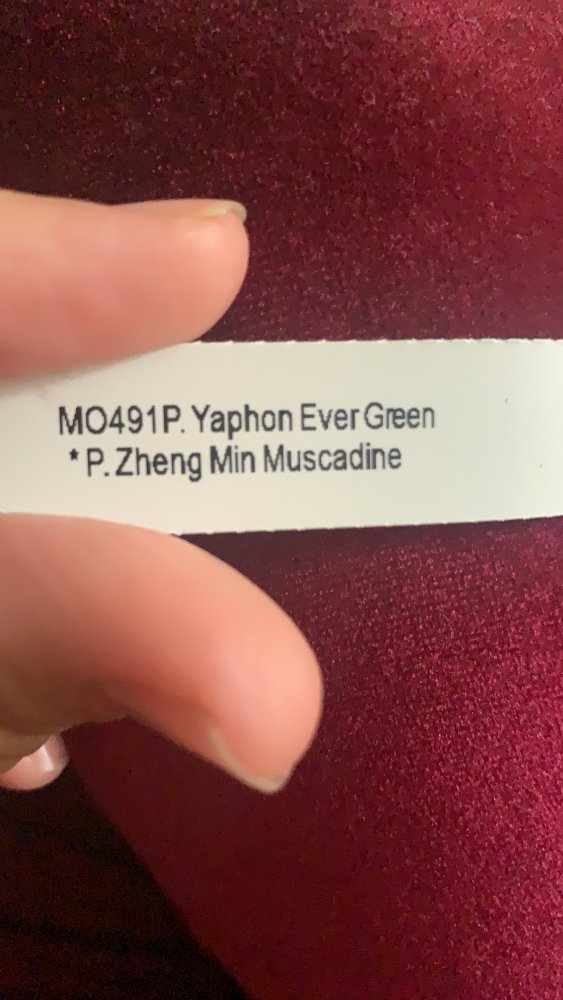 MO491P. Yaphon Ever Green
* P. Zheng Min Muscadine